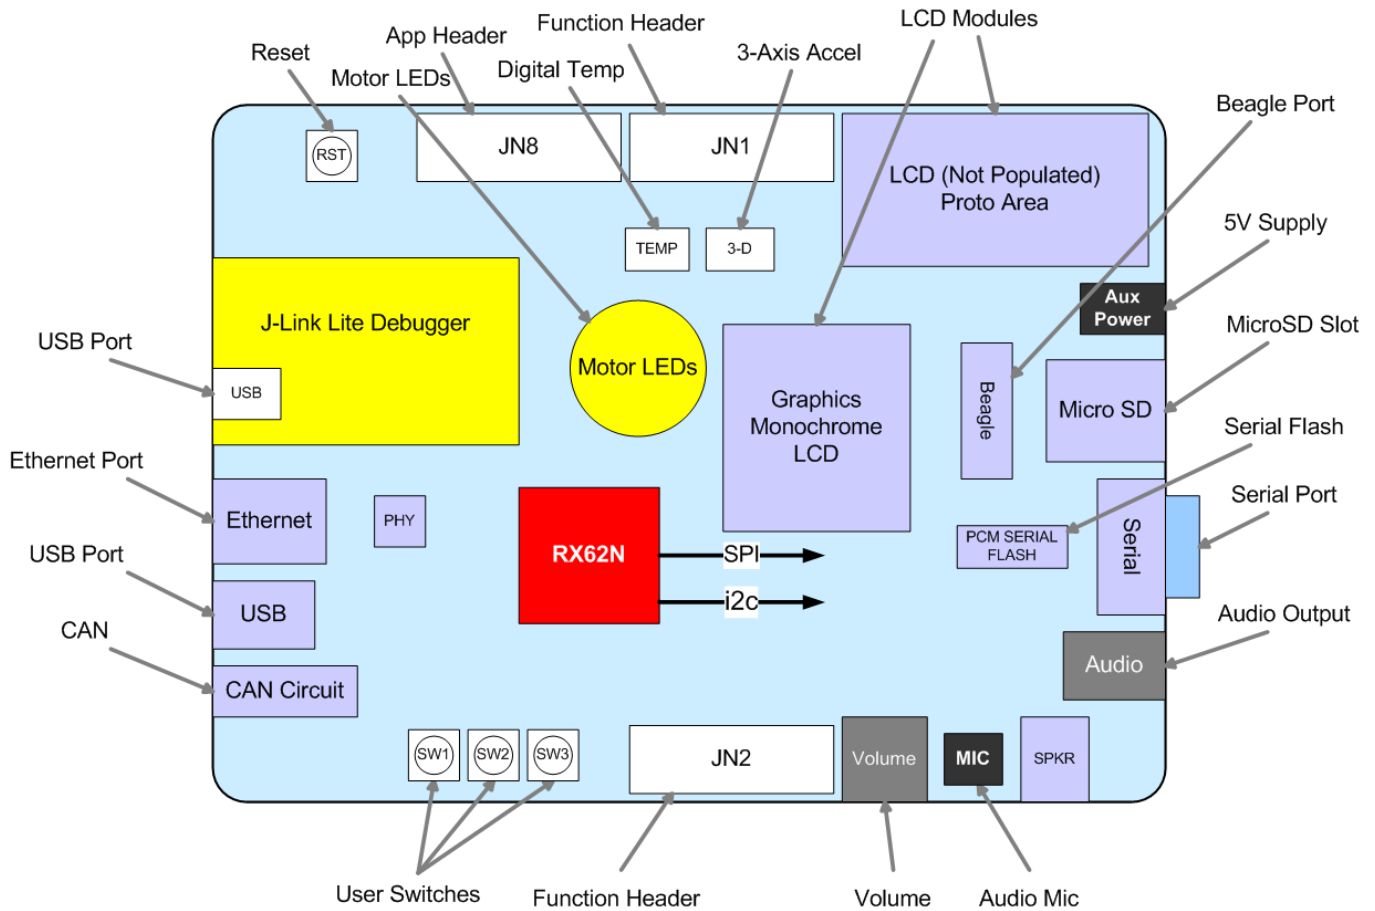 LCD Modules
Function Header
App Header
3-Axis Accel
Reset
Digital Temp
Motor LEDs
Beagle Port
RST
JN8
JN1
LCD (Not Populated)
Proto Area
5V Supply
TEMP
3-D
Aux
Power
J-Link Lite Debugger
MicroSD Slot
USB Port
Motor LEDs
USB
Graphics
Monochrome
LCD
Beagle
Micro SD
Serial Flash
Ethernet Port
Serial Port
Ethernet
PHY
RX62N
SPI
PCM SERIAL
FLASH
Serial
USB Port
i2c
USB
Audio Output
CAN
Audio
CAN Circuit
SW1
SW2
SW3
JN2
Volume
MIC
SPKR
User Switches
Function Header
Volume
Audio Mic